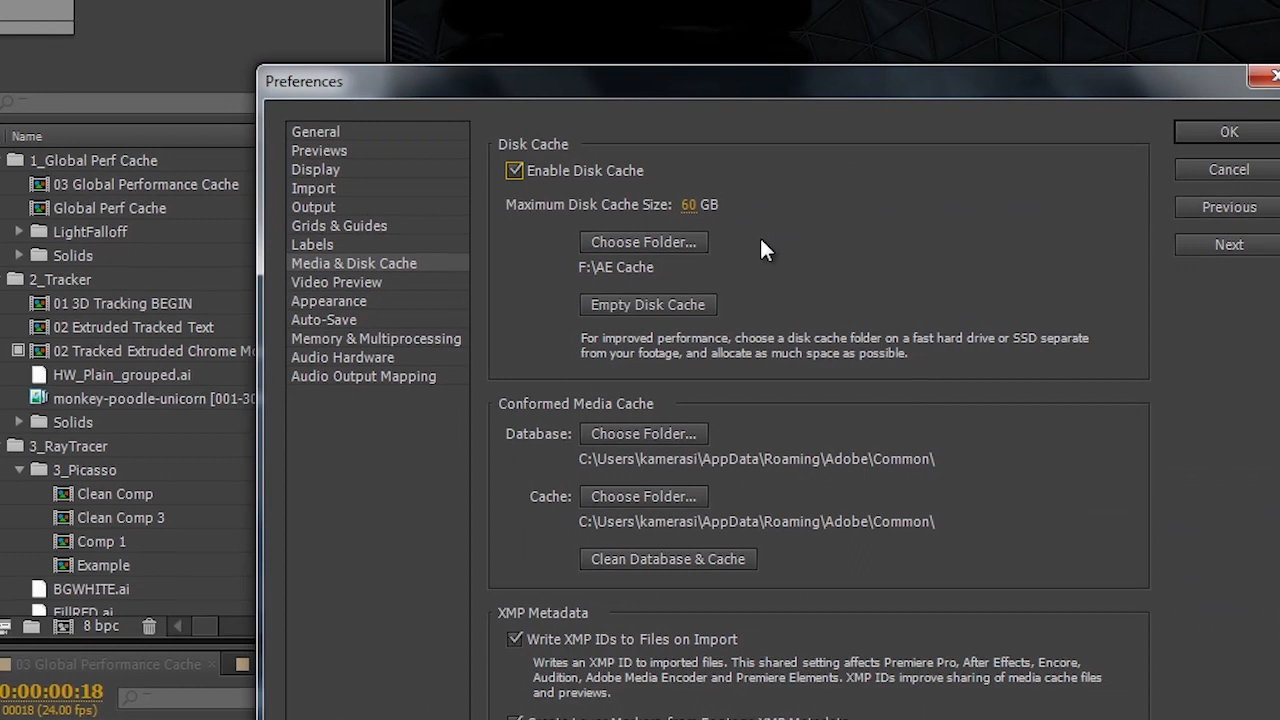 Preferences
Name
1_Global Perf Cache
03 Global Performance Cache
Global Perf Cache
LightFalloff
Solids
2_Tracker
01 3D Tracking BEGIN
02 Extruded Tracked Text
02 Tracked Extruded Chrome Mo
HW_Plain_grouped.ai
monkey-poodle-unicorn [001-30
Solids
3_RayTracer
3_Picasso
Clean Comp
Clean Comp 3
Comp 1
Example
BGWHITE.ai
FillRED.ai
8 bpc
03 Global Performance Cache ×
0:00:00:18
00018 (24.00 fps)
General
Previews
Display
Import
Output
Grids & Guides
Labels
Media & Disk Cache
Video Preview
Appearance
Auto-Save
Memory & Multiprocessing
Audio Hardware
Audio Output Mapping
Disk Cache
Enable Disk Cache
Maximum Disk Cache Size: 60 GB
Choose Folder...
F:\AE Cache
Empty Disk Cache
For improved performance, choose a disk cache folder on a fast hard drive or SSD separate
from your footage, and allocate as much space as possible.
Conformed Media Cache
Database: Choose Folder...
C:\Users\kamerasi\AppData\Roaming\Adobe\Common\
Cache: Choose Folder...
C:\Users\kamerasi\AppData\Roaming\Adobe\Common\
Clean Database & Cache
XMP Metadata
Write XMP IDs to Files on Import
Writes an XMP ID to imported files. This shared setting affects Premiere Pro, After Effects, Encore,
Audition, Adobe Media Encoder and Premiere Elements. XMP IDs improve sharing of media cache files
and previews.
OK
Cancel
Previous
Next